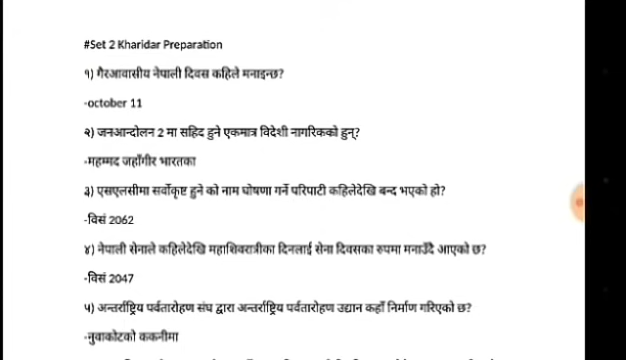 #Set 2 Kharidar Preparation
१) गैरआवासीय नेपाली दिवस कहिले मनाइन्छ?
-october 11
२) जनआन्दोलन 2 मा सहिद हुने एकमात्र विदेशी नागरिकको हुन्?
-महम्मद जहाँगीर भारतका
३) एसएलसीमा सर्वोकृष्ट हुने को नाम घोषणा गर्ने परिपाटी कहिलेदेखि बन्द भएको हो?
-विसं 2062
४) नेपाली सेनाले कहिलेदेखि महाशिवरात्रीका दिनलाई सेना दिवसका रुपमा मनाउँदै आएको छ?
-विसं 2047
५) अन्तर्राष्ट्रिय पर्वतारोहण संघ द्वारा अन्तर्राष्ट्रिय पर्वतारोहण उद्यान कहाँ निर्माण गरिएको छ?
-नुवाकोटको ककनीमा